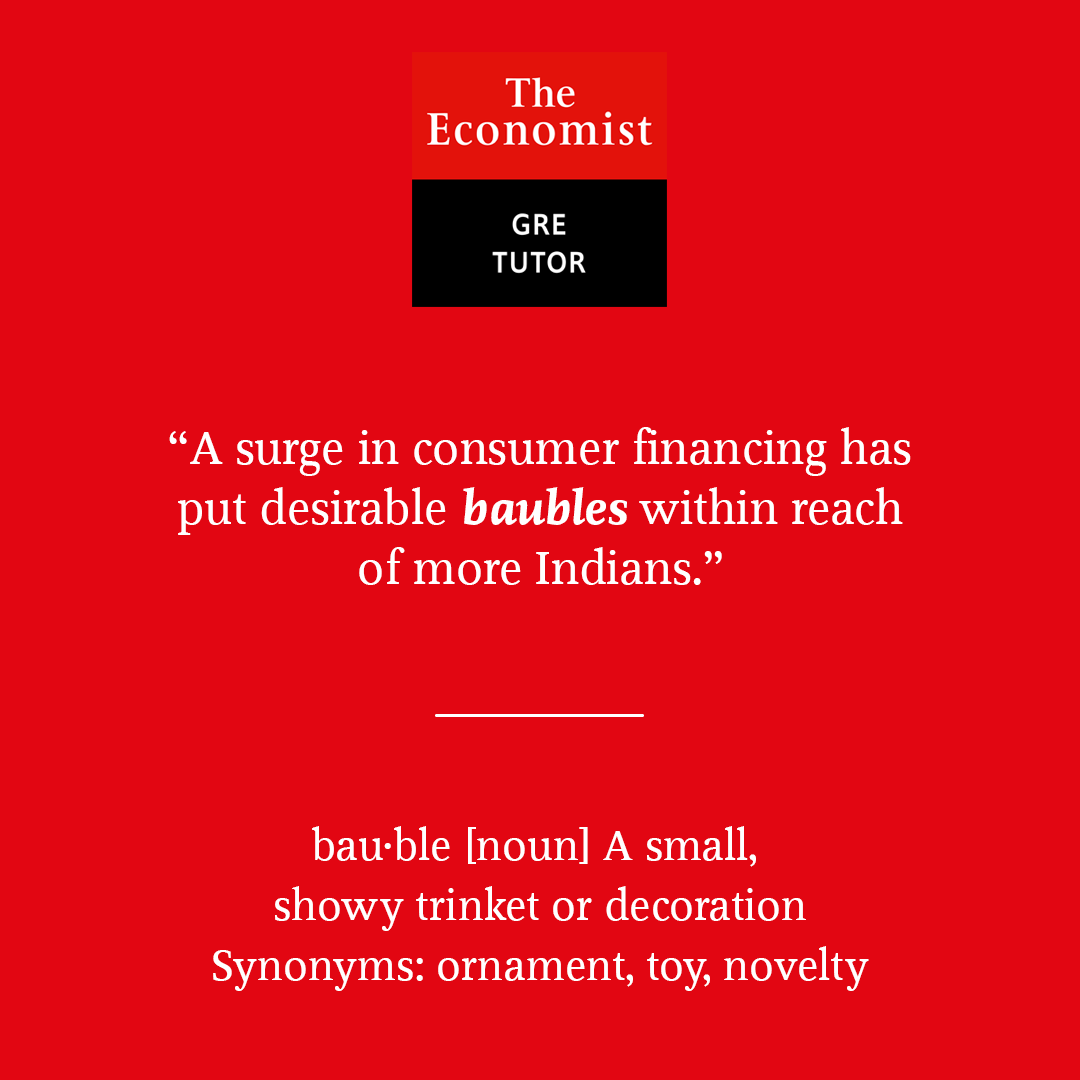 The
Economist
GRE
TUTOR
“A surge in consumer financing has
put desirable baubles within reach
of more Indians.”
bau·ble [noun] A small,
showy trinket or decoration
Synonyms: ornament, toy, novelty